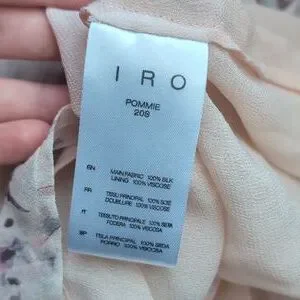 IRO
POMMIE
20S
EN MAIN FABRIC 100% SILK
LINING 100% VISCOSE
FR TISSU PRINCIPAL 100% SOIE
DOUBLURE 100% VISCOSE
IT TESSUTO PRINCIPALE 100% SETA
FODERA 100% VISCOSA
SP TELA PRINCIPAL 100% SEDA
FORRO 100% VISCOSA